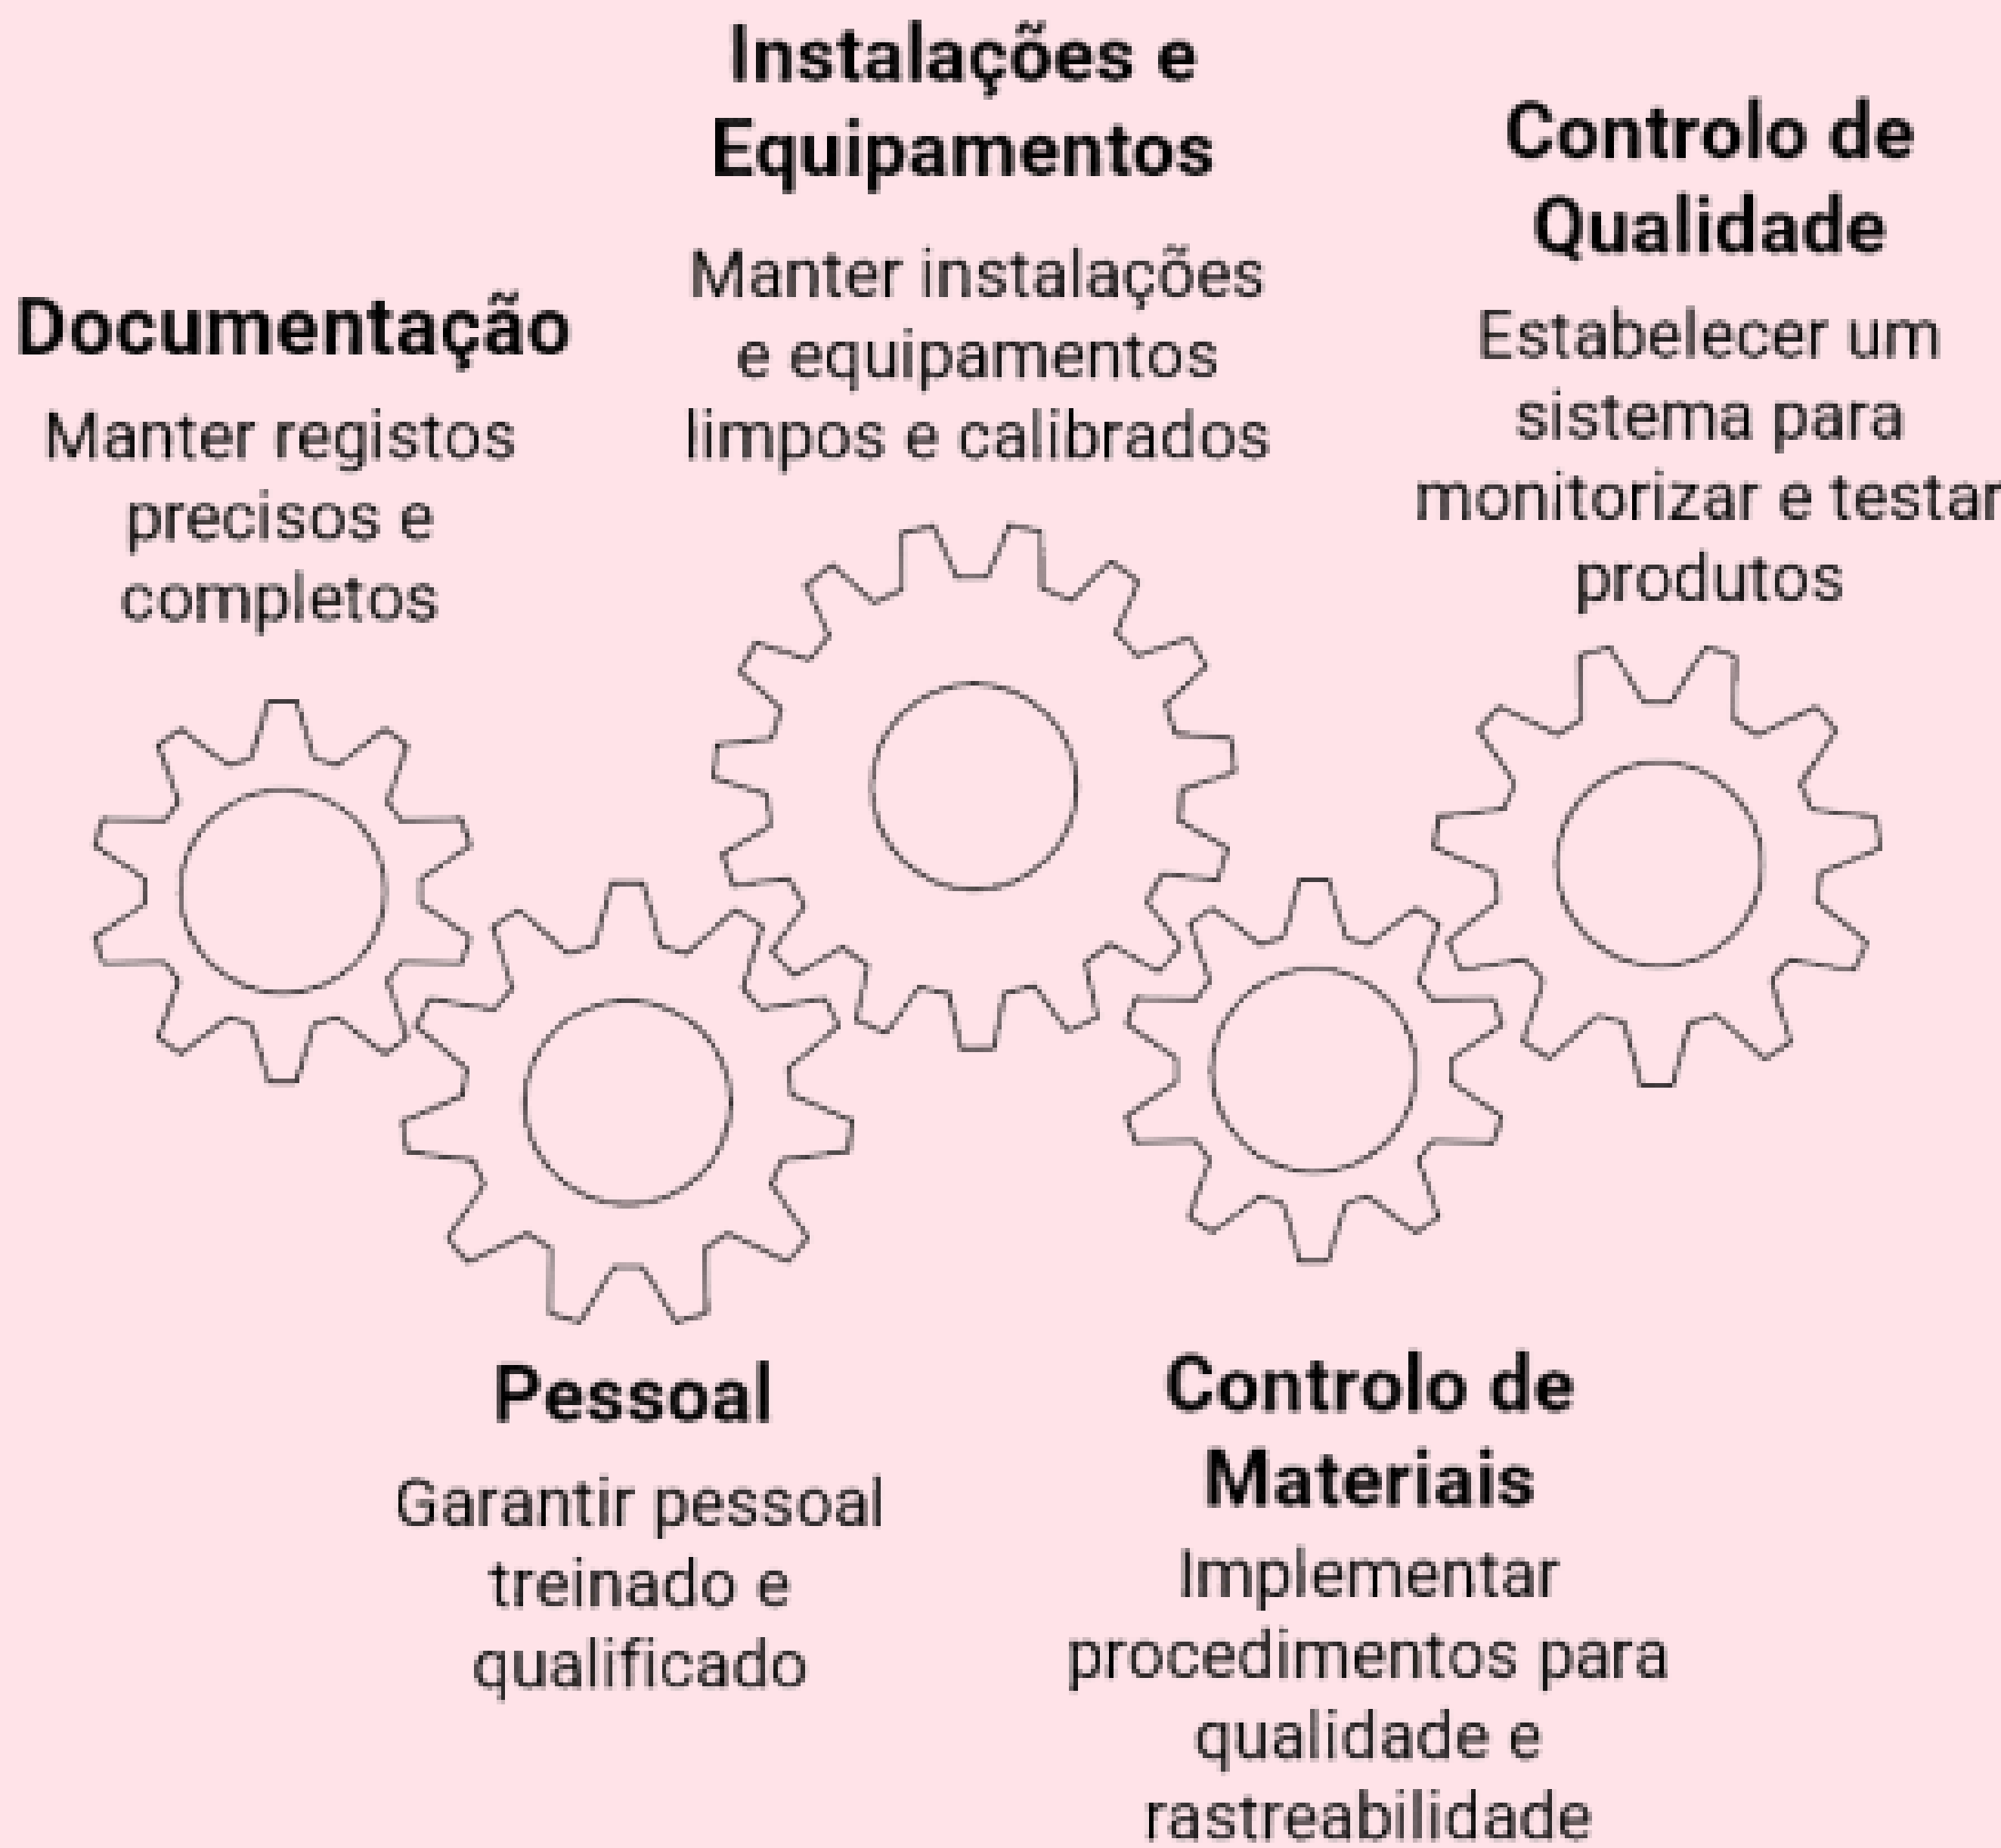 Documentação
Manter registos
precisos e
completos
Instalações e
Equipamentos
Manter instalações
e equipamentos
limpos e calibrados
Controlo de
Qualidade
Estabelecer um
sistema para
monitorizar e testar
produtos
Pessoal
Garantir pessoal
treinado e
qualificado
Controlo de
Materiais
Implementar
procedimentos para
qualidade e
rastreabilidade